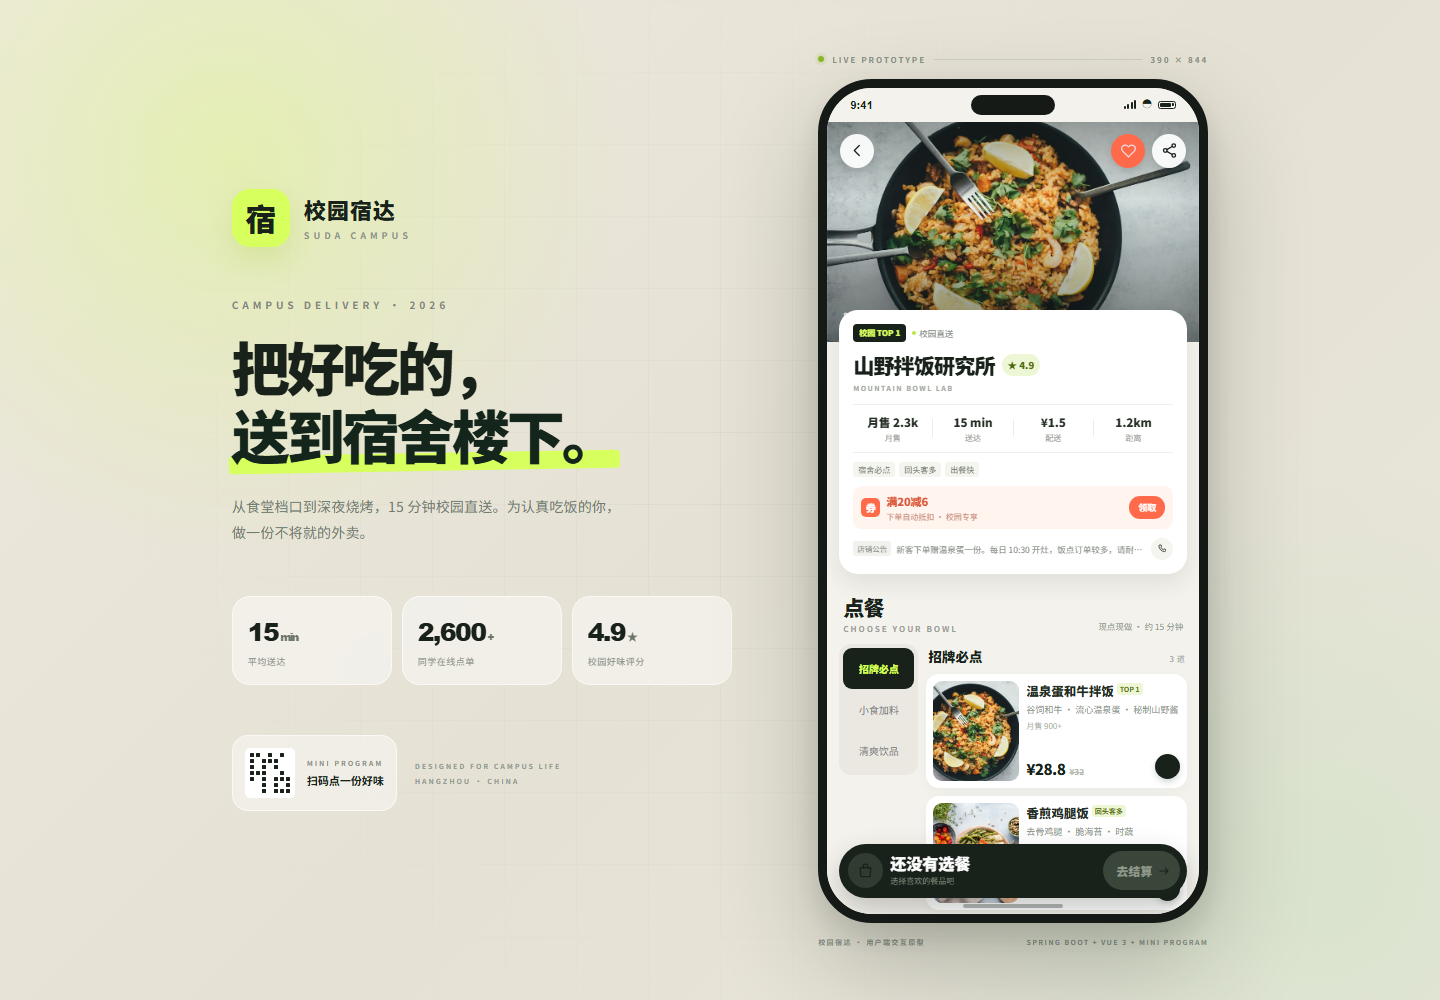 宿
校园宿达
SUDA CAMPUS
CAMPUS DELIVERY · 2026
把好吃的，
送到宿舍楼下。
从食堂档口到深夜烧烤，15 分钟校园直送。为认真吃饭的你，
做一份不将就的外卖。
15 min
平均送达
2,600+
同学在线点单
4.9★
校园好味评分
MINI PROGRAM
扫码点一份好味
DESIGNED FOR CAMPUS LIFE
HANGZHOU · CHINA
LIVE PROTOTYPE
390 × 844
9:41
校园 TOP 1
校园直送
山野拌饭研究所
★ 4.9
MOUNTAIN BOWL LAB
月售 2.3k
月售
15 min
送达
¥1.5
配送
1.2km
距离
宿舍必点
回头客多
出餐快
券
满20减6
下单自动抵扣 · 校园专享
领取
店铺公告
新客下单赠温泉蛋一份。每日 10:30 开灶，饭点订单较多，请耐…
点餐
CHOOSE YOUR BOWL
现点现做 · 约 15 分钟
招牌必点
小食加料
清爽饮品
招牌必点
3 道
温泉蛋和牛拌饭
TOP 1
谷饲和牛 · 流心温泉蛋 · 秘制山野酱
月售 900+
¥28.8
¥32
香煎鸡腿饭
回头客多
去骨鸡腿 · 脆海苔 · 时蔬
还没有选餐
选择喜欢的餐品吧
去结算 →
校园宿达 · 用户端交互原型
SPRING BOOT + VUE 3 + MINI PROGRAM